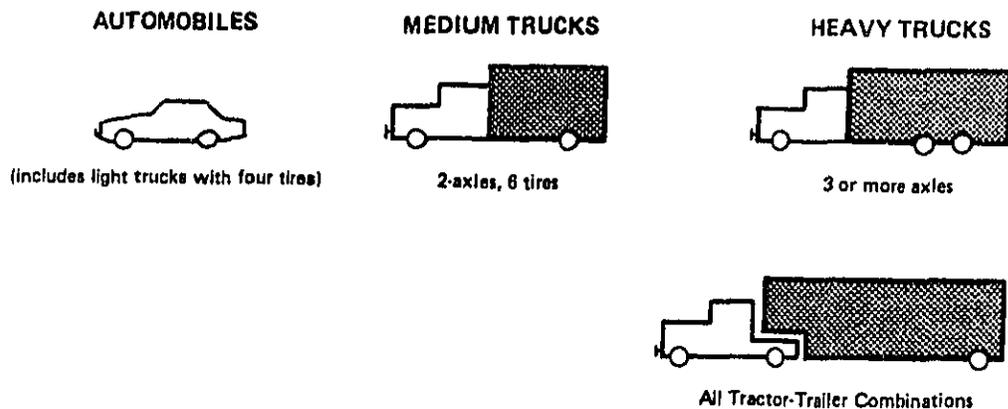 AUTOMOBILES
MEDIUM TRUCKS
HEAVY TRUCKS
(includes light trucks with four tires)
2-axles, 6 tires
3 or more axles
All Tractor-Trailer Combinations